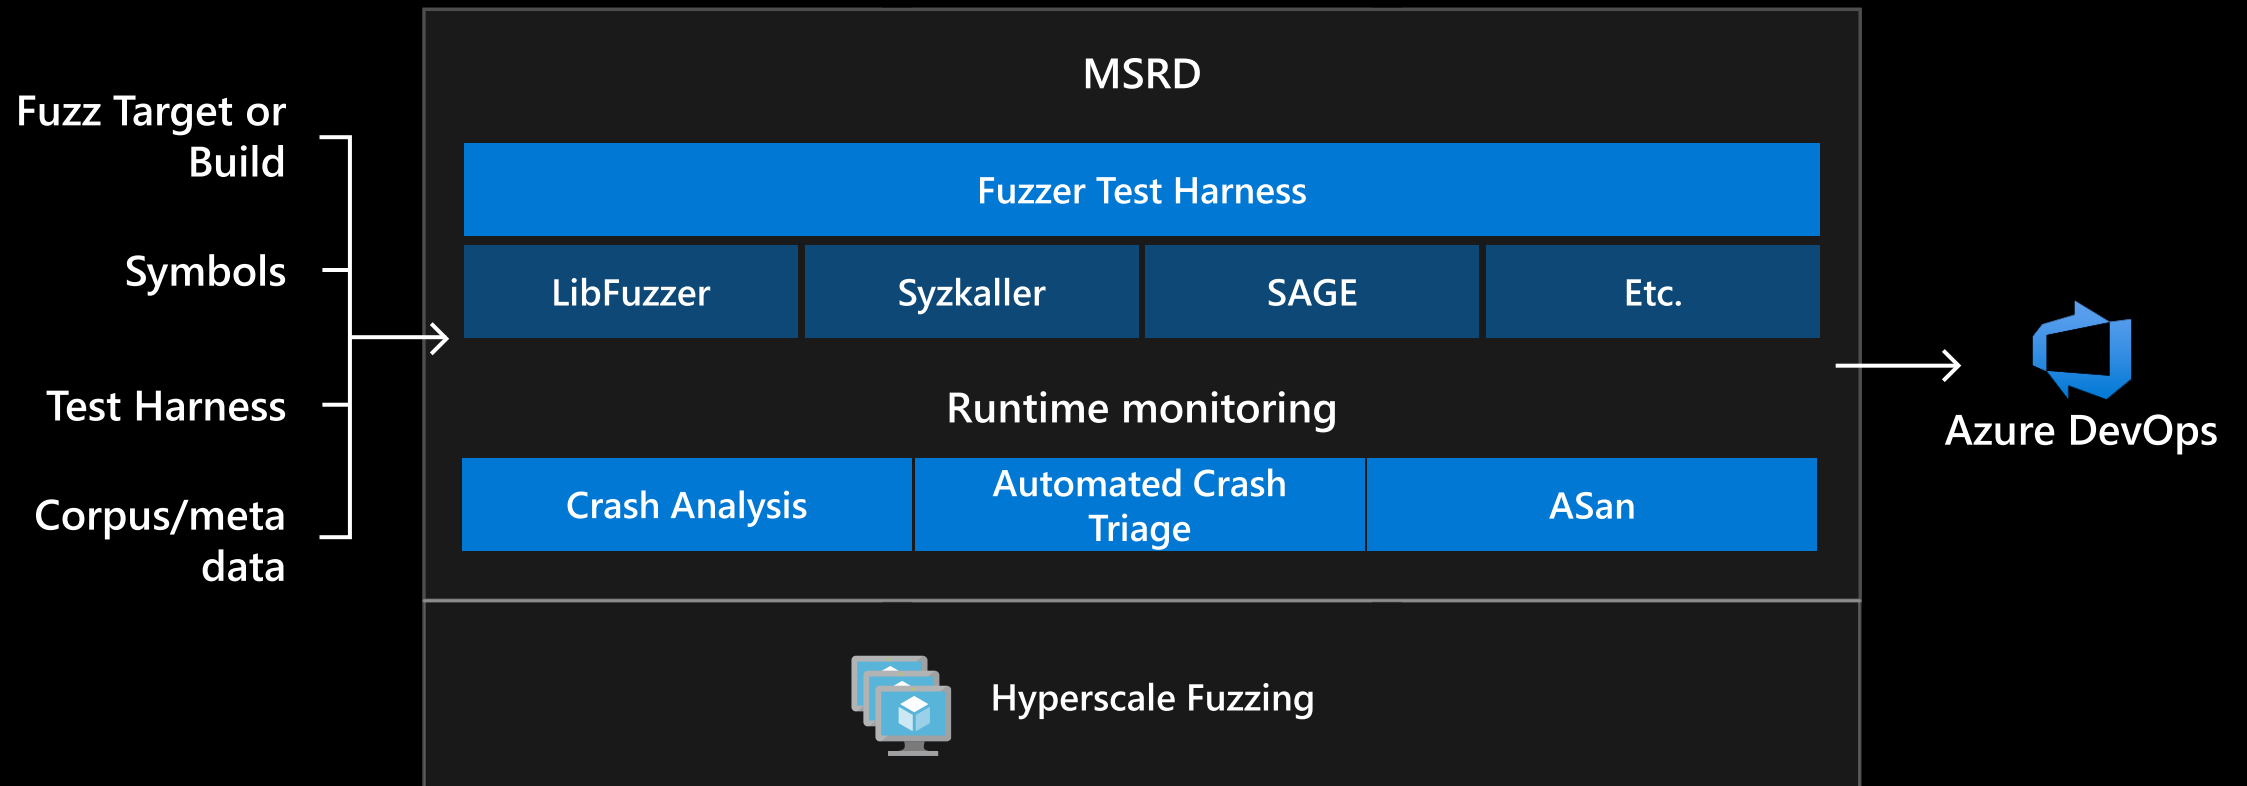 Fuzz Target or
Build
Symbols
Test Harness
Corpus/meta
data
MSRD
Fuzzer Test Harness
LibFuzzer
Syzkaller
SAGE
Etc.
Runtime monitoring
Crash Analysis
Automated Crash
Triage
ASan
Hyperscale Fuzzing
Azure DevOps